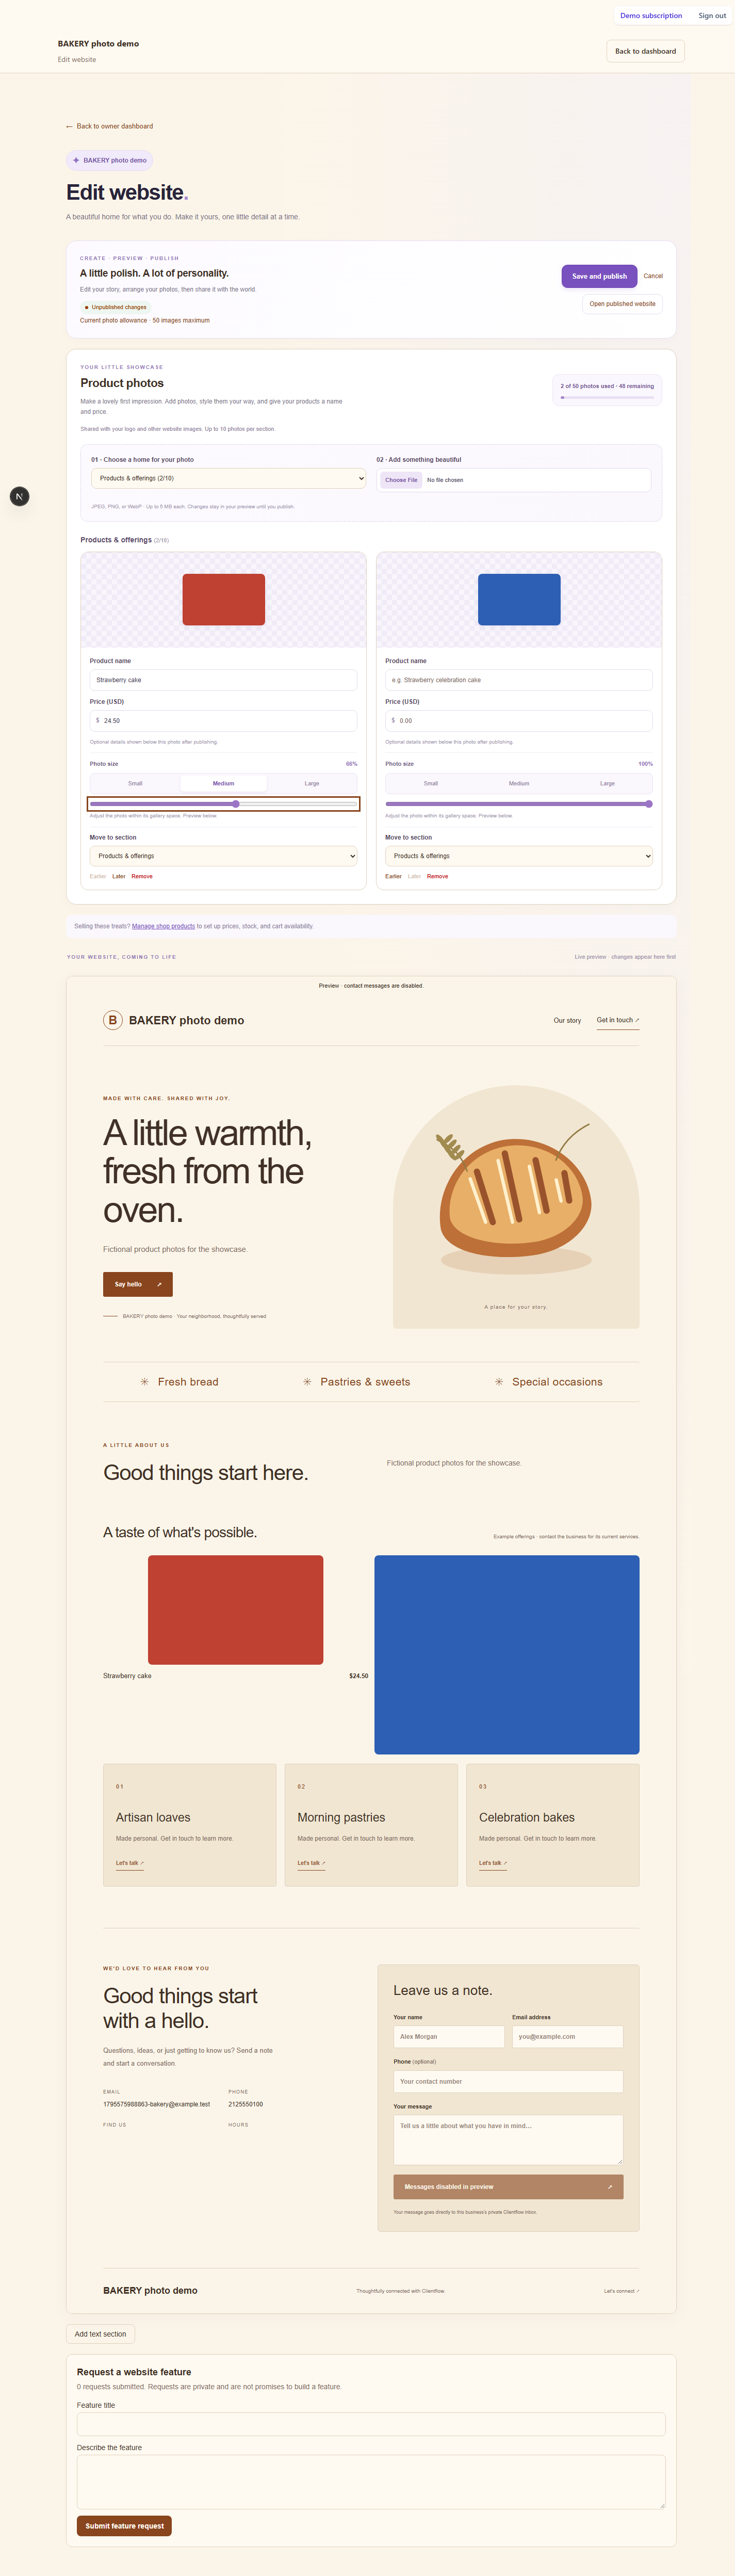 Demo subscription Sign out
BAKERY photo demo
Edit website
Back to dashboard
← Back to owner dashboard
BAKERY photo demo
Edit website.
A beautiful home for what you do. Make it yours, one little detail at a time.
CREATE · PREVIEW · PUBLISH
A little polish. A lot of personality.
Edit your story, arrange your photos, then share it with the world.
Unpublished changes
Current photo allowance · 50 images maximum
Save and publish Cancel
Open published website
YOUR LITTLE SHOWCASE
Product photos
Make a lovely first impression. Add photos, style them your way, and give your products a name
and price.
Shared with your logo and other website images. Up to 10 photos per section.
2 of 50 photos used · 48 remaining
01 · Choose a home for your photo
Products & offerings (2/10)
02 · Add something beautiful
Choose File No file chosen
JPEG, PNG, or WebP · Up to 5 MB each. Changes stay in your preview until you publish.
N
Products & offerings (2/10)
Product name
Strawberry cake
Price (USD)
$ 24.50
Optional details shown below this photo after publishing.
Photo size 66%
Small Medium Large
Adjust the photo within its gallery space. Preview below.
Move to section
Products & offerings
Earlier Later Remove
Product name
e.g. Strawberry celebration cake
Price (USD)
$ 0.00
Optional details shown below this photo after publishing.
Photo size 100%
Small Medium Large
Adjust the photo within its gallery space. Preview below.
Move to section
Products & offerings
Earlier Later Remove
Selling these treats? Manage shop products to set up prices, stock, and cart availability.
YOUR WEBSITE, COMING TO LIFE
Live preview · changes appear here first
Preview · contact messages are disabled.
B BAKERY photo demo
Our story Get in touch ↗
MADE WITH CARE. SHARED WITH JOY.
A little warmth,
fresh from the
oven.
Fictional product photos for the showcase.
Say hello ↗
BAKERY photo demo · Your neighborhood, thoughtfully served
A place for your story.
Fresh bread
Pastries & sweets
Special occasions
A LITTLE ABOUT US
Good things start here.
Fictional product photos for the showcase.
A taste of what's possible.
Example offerings · contact the business for its current services.
Strawberry cake $24.50
01
Artisan loaves
Made personal. Get in touch to learn more.
Let's talk ↗
02
Morning pastries
Made personal. Get in touch to learn more.
Let's talk ↗
03
Celebration bakes
Made personal. Get in touch to learn more.
Let's talk ↗
WE'D LOVE TO HEAR FROM YOU
Good things start
with a hello.
Questions, ideas, or just getting to know us? Send a note
and start a conversation.
EMAIL
1795575988863-bakery@example.test
PHONE
2125550100
FIND US
HOURS
Leave us a note.
Your name
Alex Morgan
Email address
you@example.com
Phone (optional)
Your contact number
Your message
Tell us a little about what you have in mind...
Messages disabled in preview ↗
Your message goes directly to this business's private Clientflow inbox.
BAKERY photo demo
Thoughtfully connected with Clientflow.
Let's connect ↗
Add text section
Request a website feature
0 requests submitted. Requests are private and are not promises to build a feature.
Feature title
Describe the feature
Submit feature request